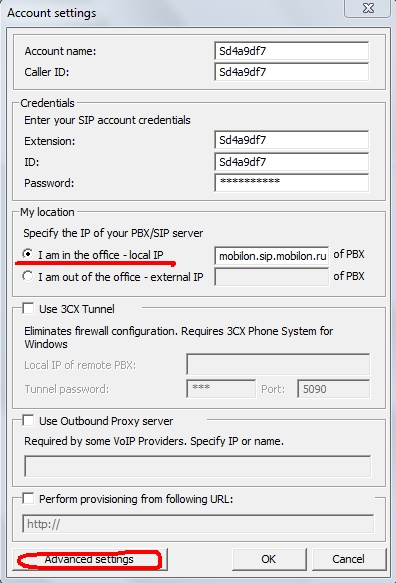 Account settings
Account name: Sd4a9df7
Caller ID: Sd4a9df7
Credentials
Enter your SIP account credentials
Extension: Sd4a9df7
ID: Sd4a9df7
Password: **********
My location
Specify the IP of your PBX/SIP server
I am in the office - local IP mobilon.sip.mobilon.ru of PBX
I am out of the office - external IP of PBX
Use 3CX Tunnel
Eliminates firewall configuration. Requires 3CX Phone System for
Windows
Local IP of remote PBX:
Tunnel password: *** Port: 5090
Use Outbound Proxy server
Required by some VoIP Providers. Specify IP or name.
Perform provisioning from following URL:
http://
Advanced settings OK Cancel